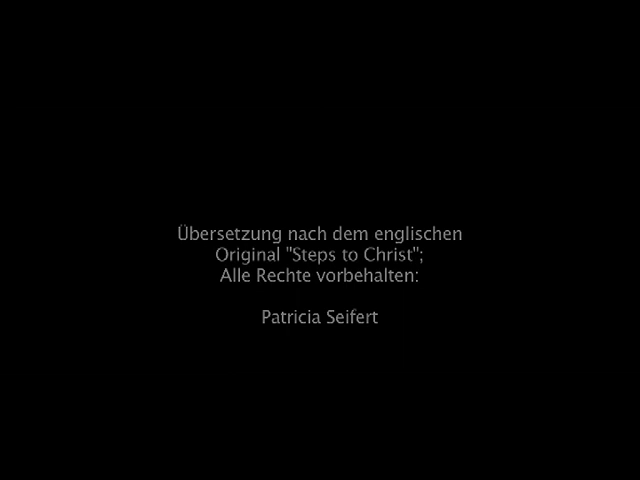 Übersetzung nach dem englischen
Original "Steps to Christ";
Alle Rechte vorbehalten:
Patricia Seifert